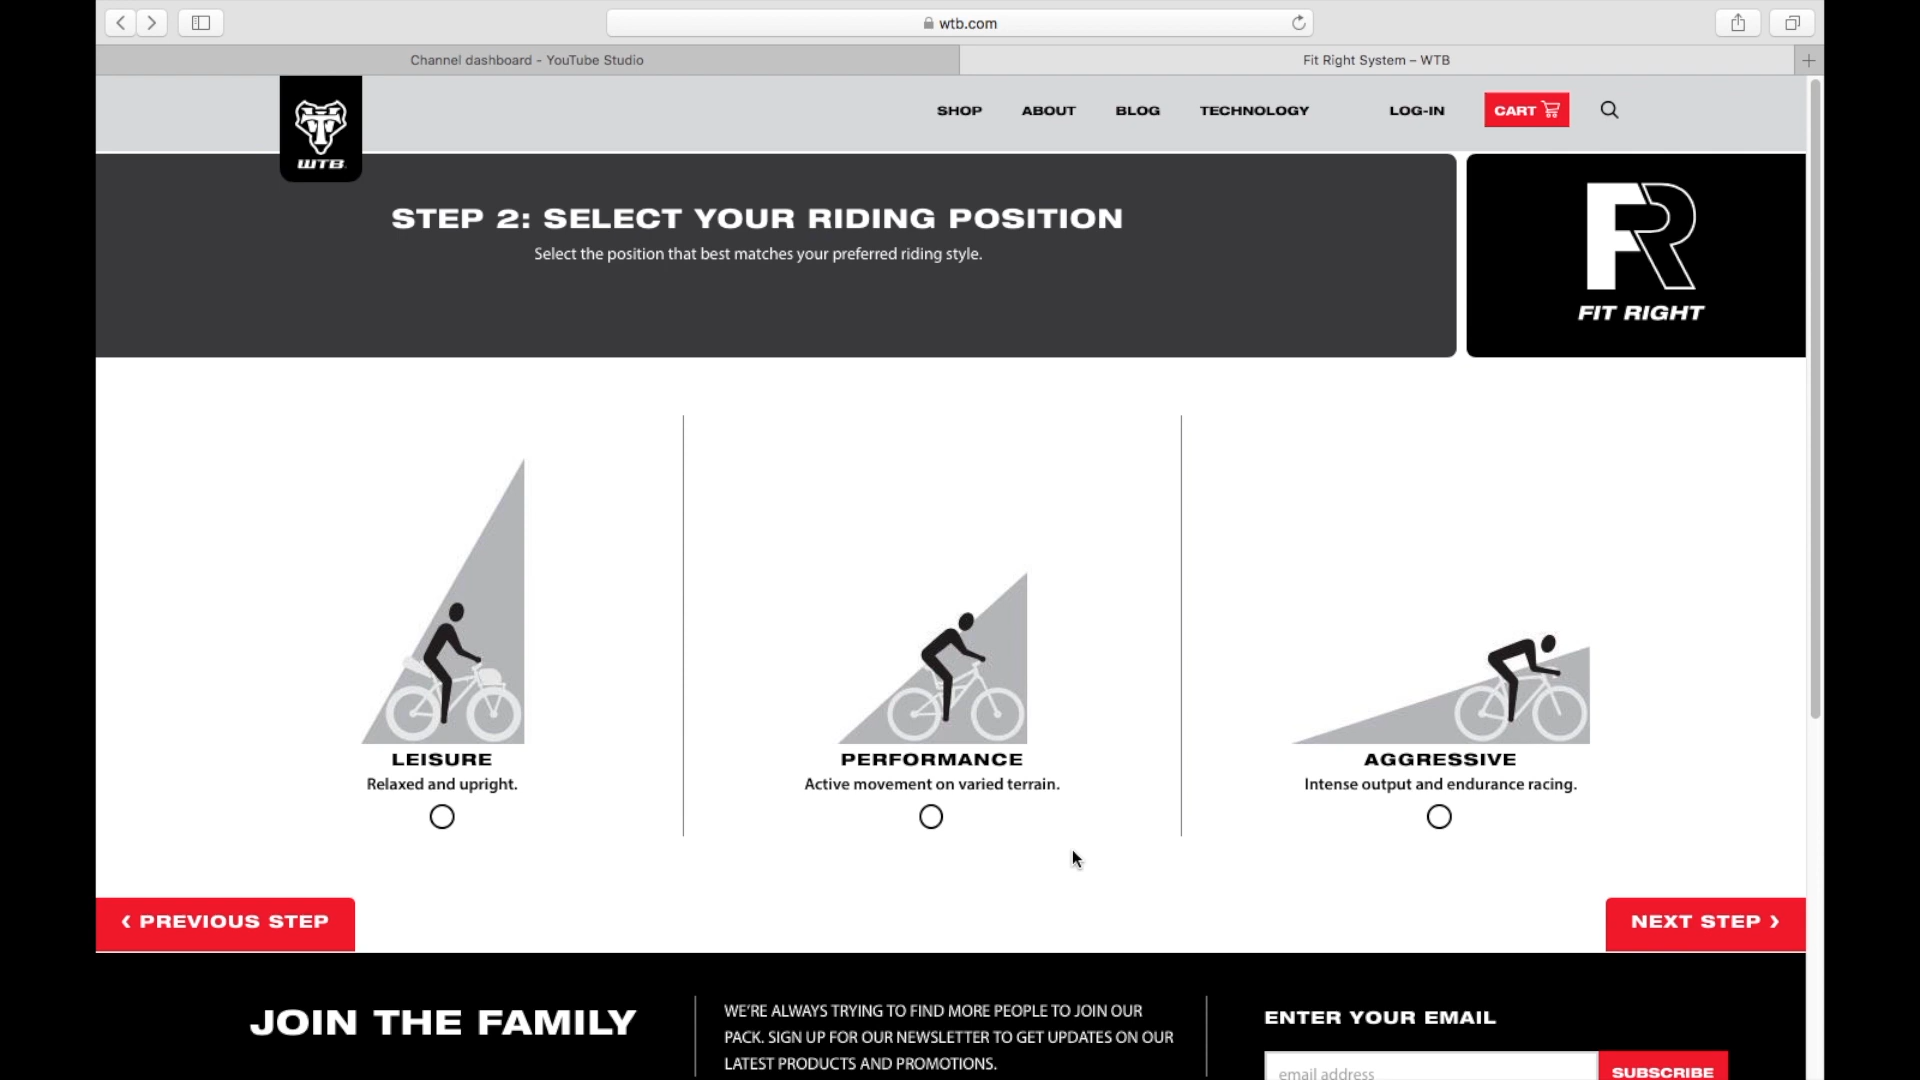 wtb.com
Channel dashboard - YouTube Studio
Fit Right System – WTB
WTB
SHOP
ABOUT
BLOG
TECHNOLOGY
LOG-IN
CART
STEP 2: SELECT YOUR RIDING POSITION
Select the position that best matches your preferred riding style.
FR
FIT RIGHT
LEISURE
Relaxed and upright.
PERFORMANCE
Active movement on varied terrain.
AGGRESSIVE
Intense output and endurance racing.
‹ PREVIOUS STEP
NEXT STEP ›
JOIN THE FAMILY
WE'RE ALWAYS TRYING TO FIND MORE PEOPLE TO JOIN OUR
PACK. SIGN UP FOR OUR NEWSLETTER TO GET UPDATES ON OUR
LATEST PRODUCTS AND PROMOTIONS.
ENTER YOUR EMAIL
email address
SUBSCRIBE